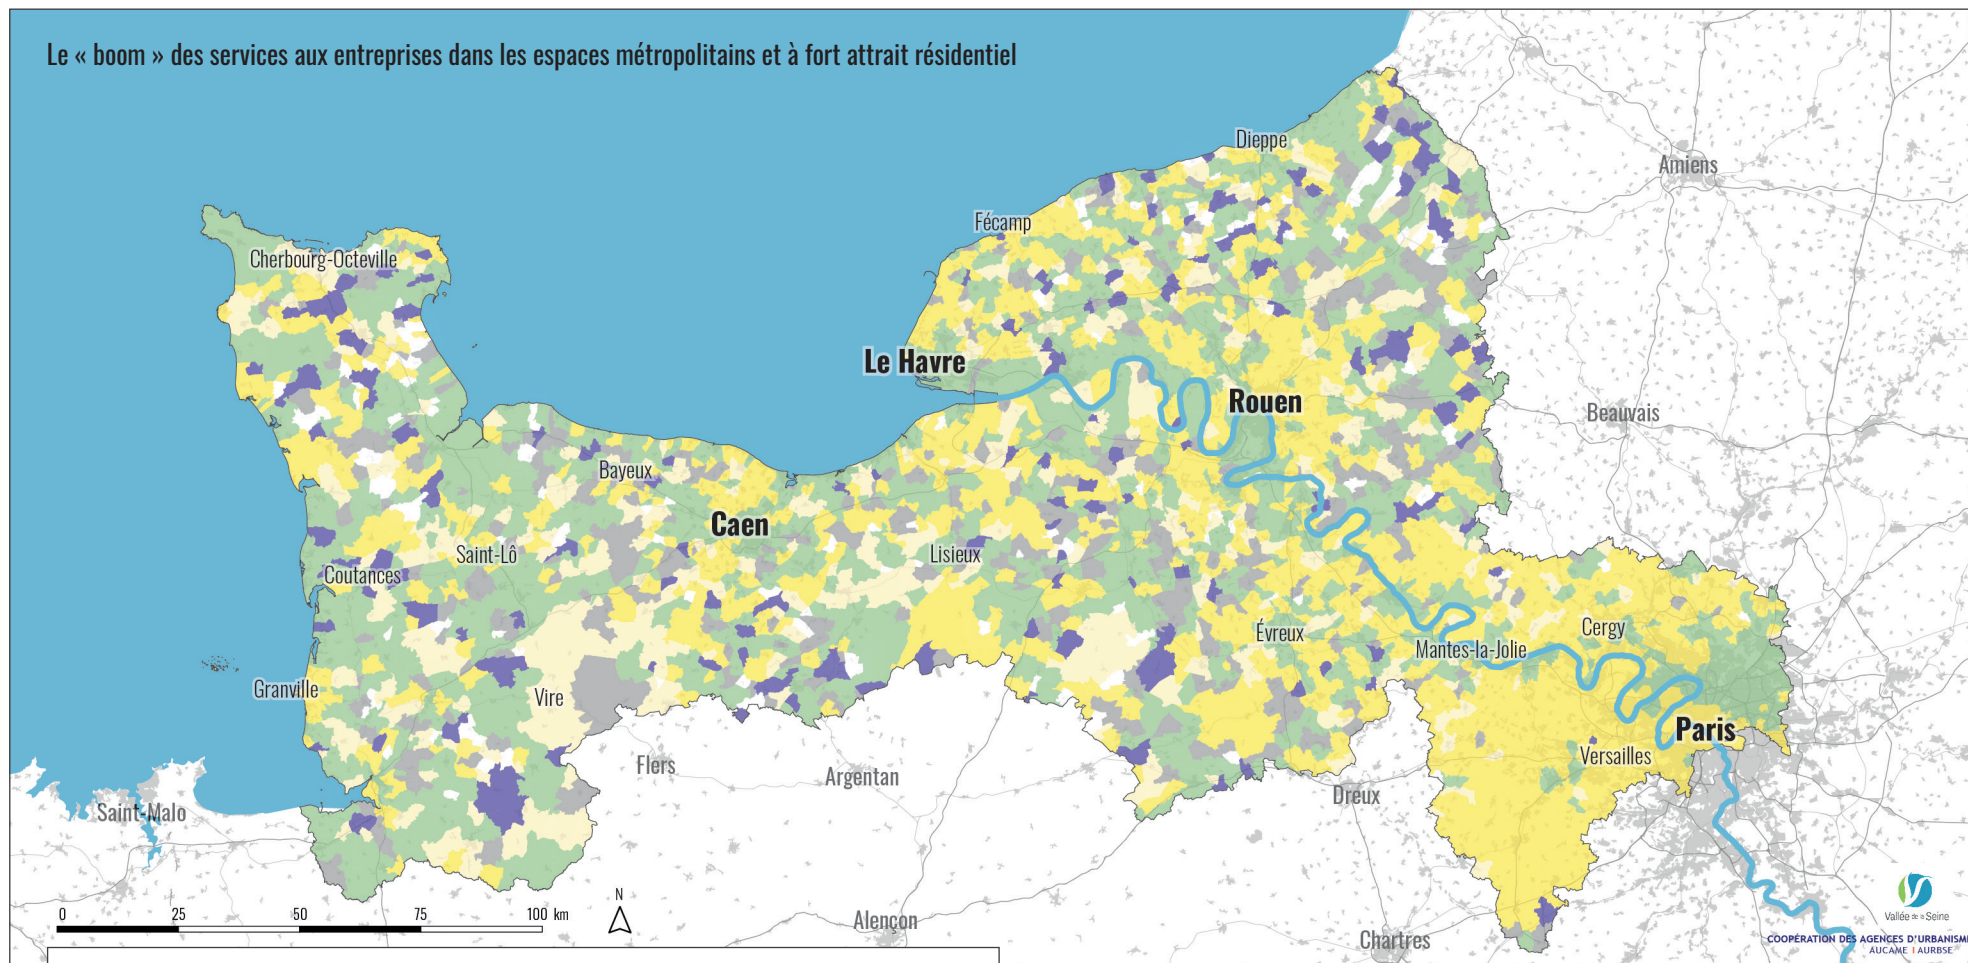 Le « boom » des services aux entreprises dans les espaces métropolitains et à fort attrait résidentiel
Dieppe
Amiens
Fécamp
Cherbourg-Octeville
Le Havre
Rouen
Beauvais
Bayeux
Caen
Saint-Lô
Lisieux
Coutances
Évreux
Cergy
Mantes-la-Jolie
Granville
Vire
Paris
Versailles
Flers
Argentan
Dreux
Saint-Malo
N
0 25 50 75 100 km
Alençon
Chartres
Vallée de la Seine
COOPÉRATION DES AGENCES D'URBANISME
AUCAME I AURBSE